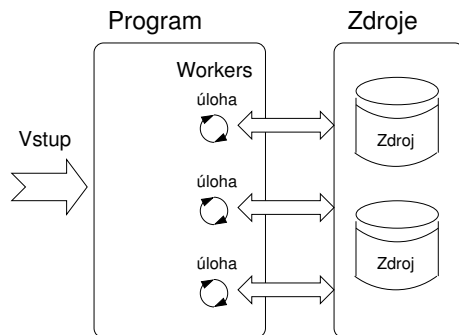 Program
Zdroje
Workers
úloha
Vstup
Zdroj
úloha
úloha
Zdroj